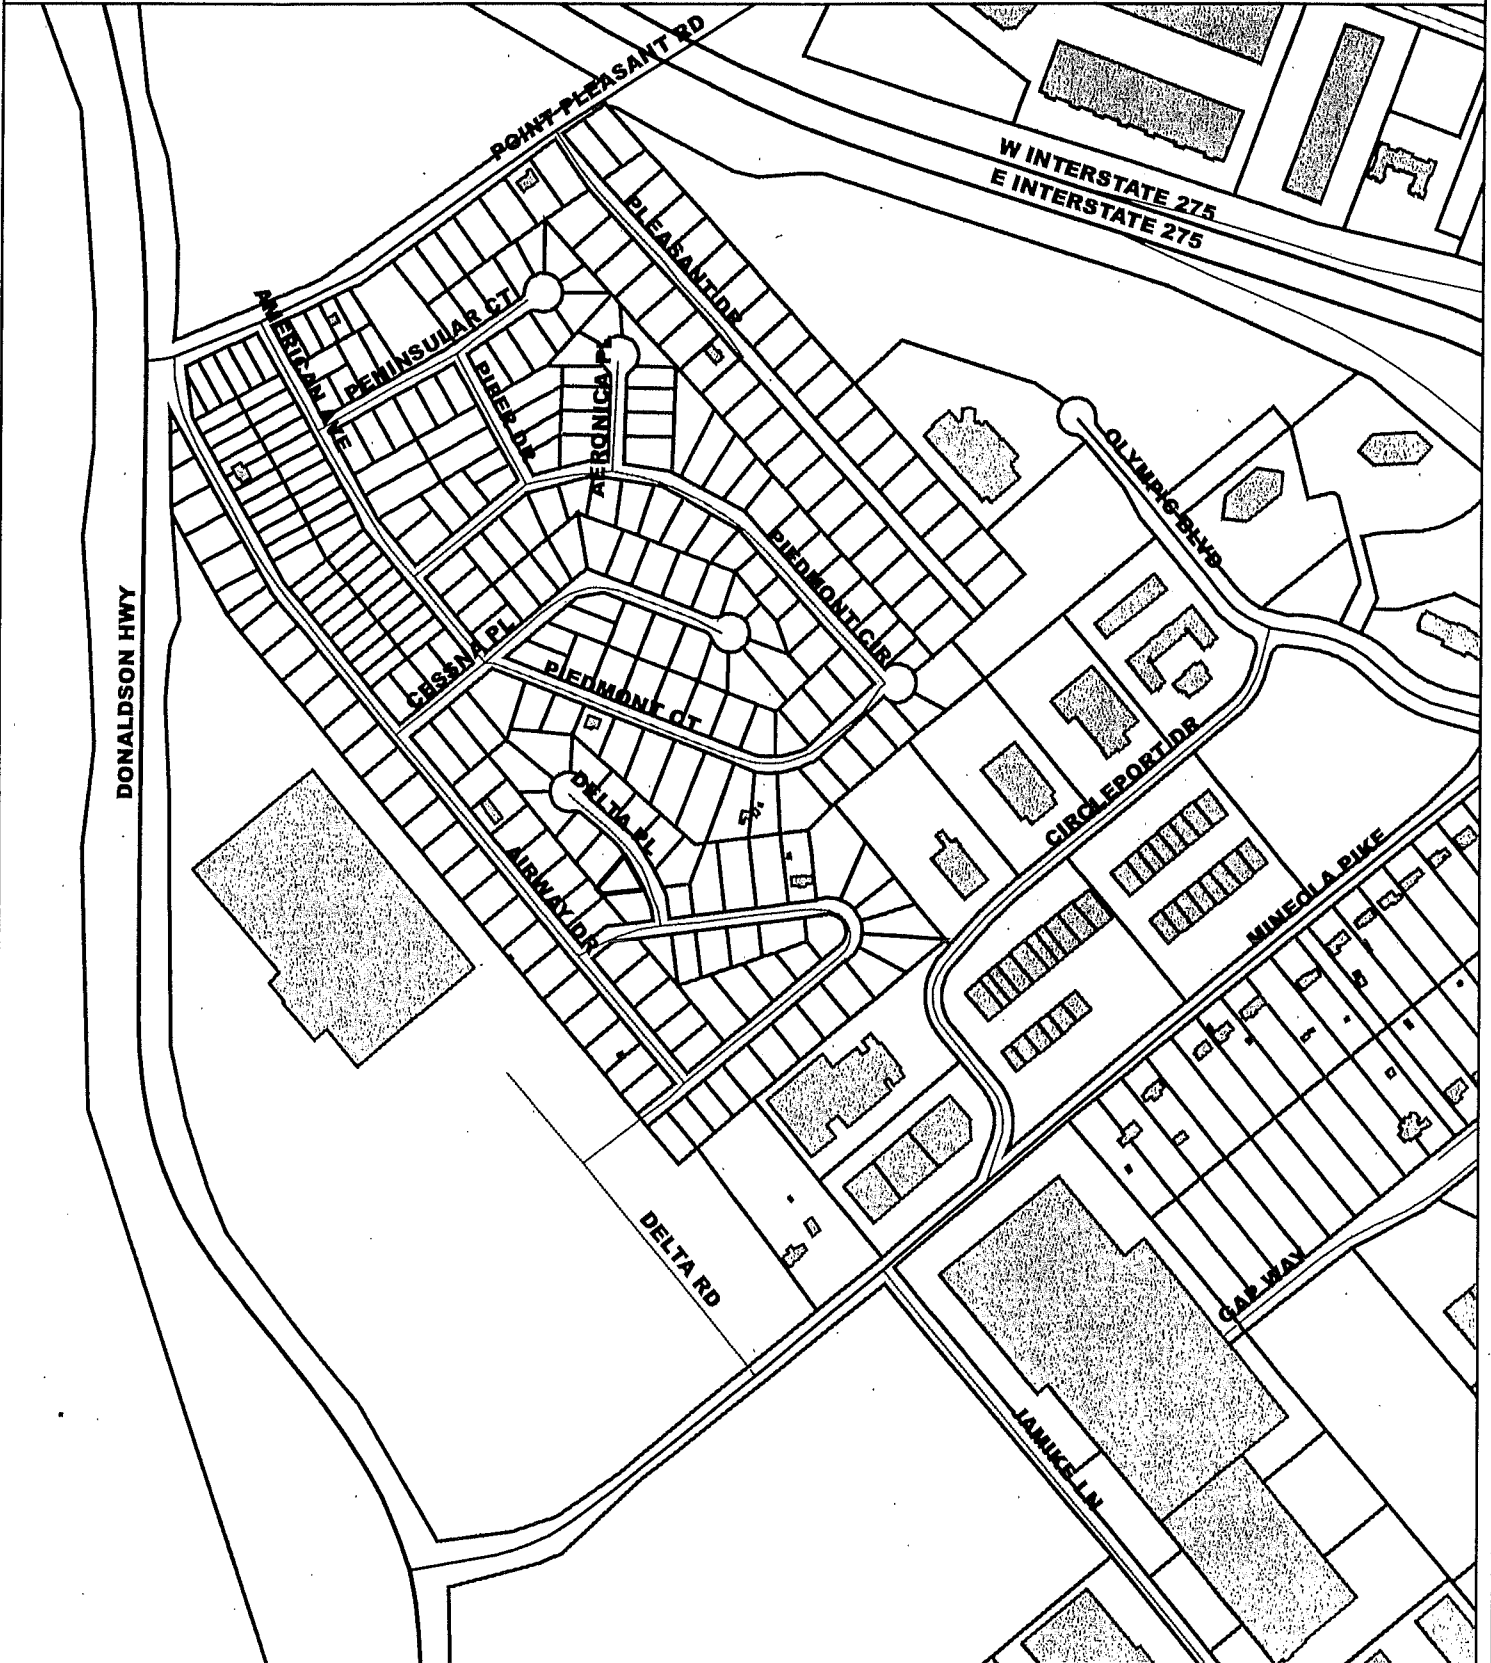 POINT PLEASANT RD
W INTERSTATE 275
E INTERSTATE 275
PLEASANT DR
AMERICAN AVE
PENINSULAR CT
PIPER DR
AERONICA PL
OLYMPIC BLVD
PIEDMONT CIR
DONALDSON HWY
CESSNA PL
PIEDMONT CT
DELTA PL
CIRCLEPORT DR
AIRWAY DR
MINEOLA PIKE
DELTA RD
GAP WAY
JAMIKE LN